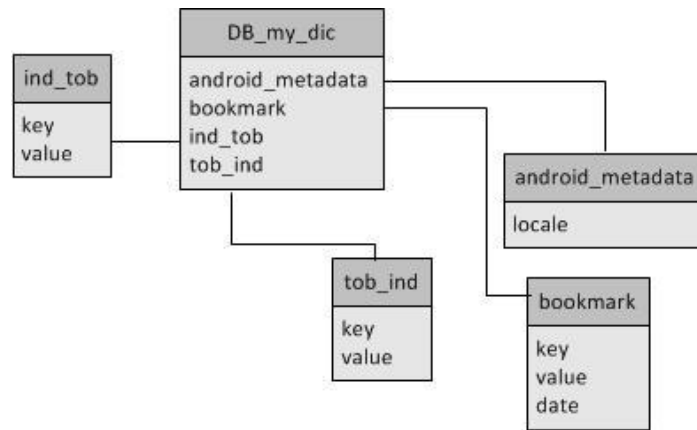 DB_my_dic
android_metadata
bookmark
ind_tob
tob_ind
ind_tob
key
value
android_metadata
locale
tob_ind
key
value
bookmark
key
value
date